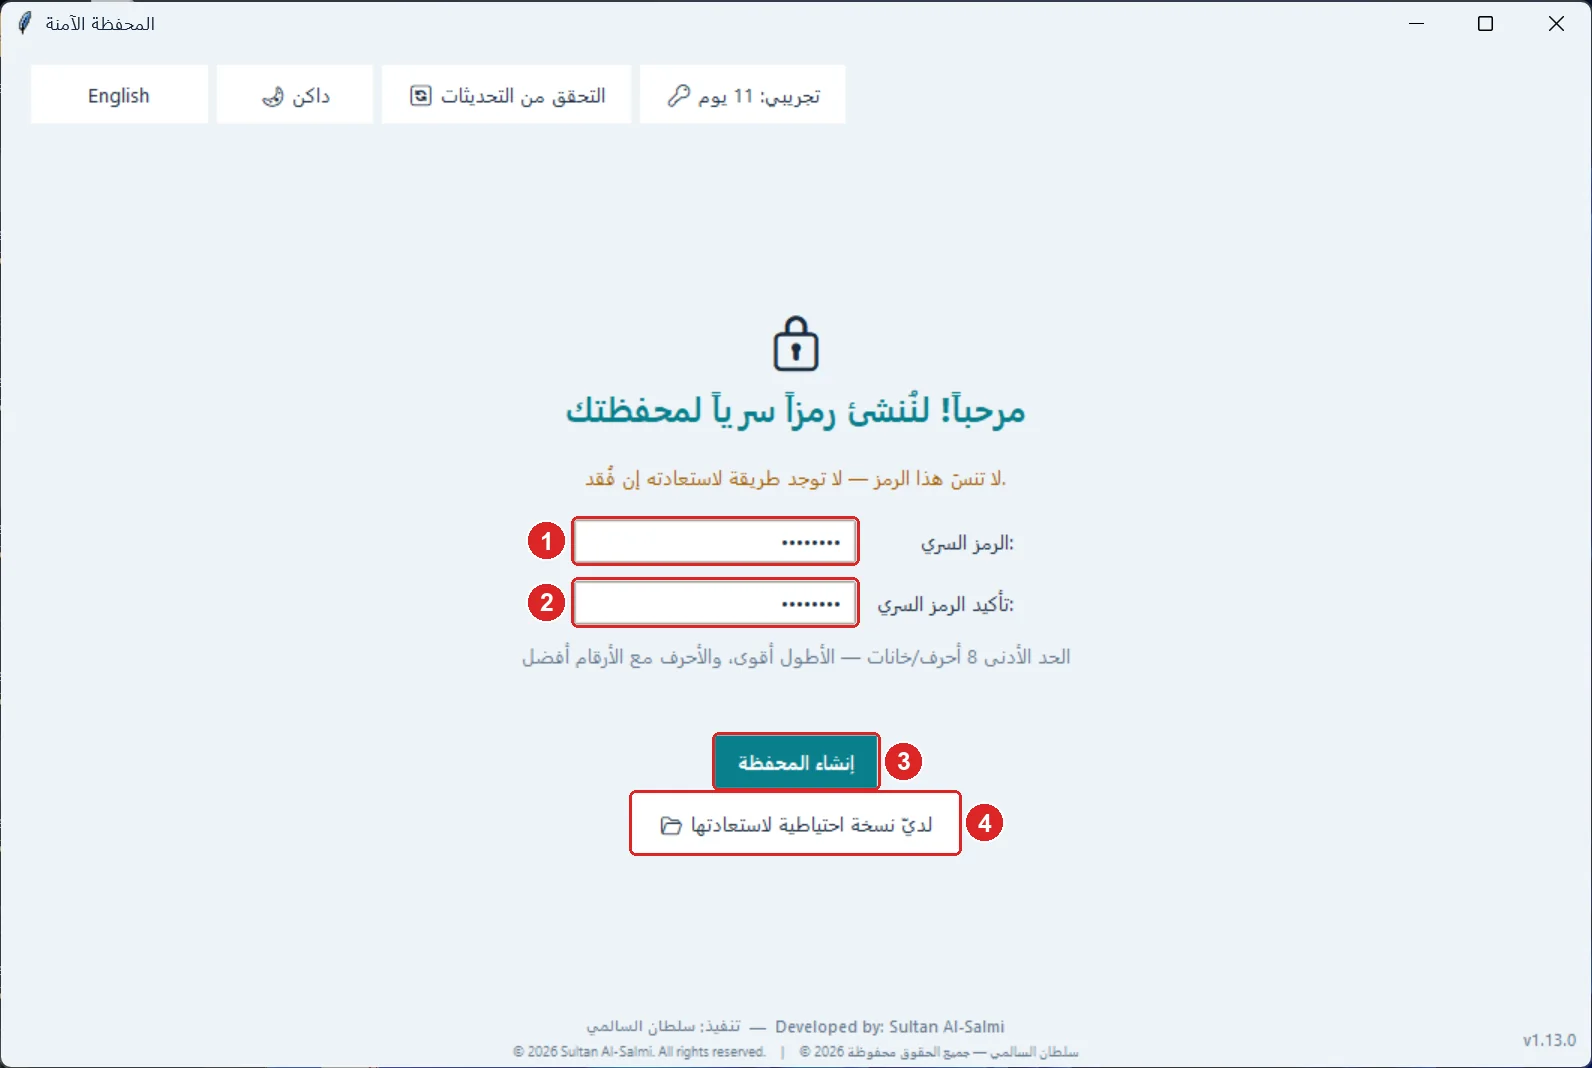 المحفظة الآمنة
English
داكن
التحقق من التحديثات
تجريبي: 11 يوم
مرحباً! لنُنشئ رمزاً سرياً لمحفظتك
لا تنسَ هذا الرمز — لا توجد طريقة لاستعادته إن فُقد.
الرمز السري:
••••••••
1
تأكيد الرمز السري:
••••••••
2
الحد الأدنى 8 أحرف/خانات — الأطول أقوى، والأحرف مع الأرقام أفضل
إنشاء المحفظة
3
لديّ نسخة احتياطية لاستعادتها
4
تنفيذ: سلطان السالمي — Developed by: Sultan Al-Salmi
© 2026 Sultan Al-Salmi. All rights reserved. | © 2026 سلطان السالمي — جميع الحقوق محفوظة
v1.13.0